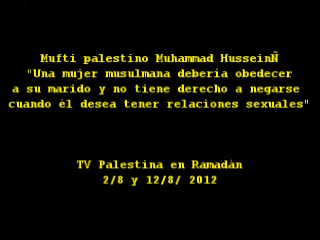 Mufti palestino Muhammad HusseinÑ
"Una mujer musulmana debería obedecer
a su marido y no tiene derecho a negarse
cuando él desea tener relaciones sexuales"
TV Palestina en Ramadán
2/8 y 12/8/ 2012